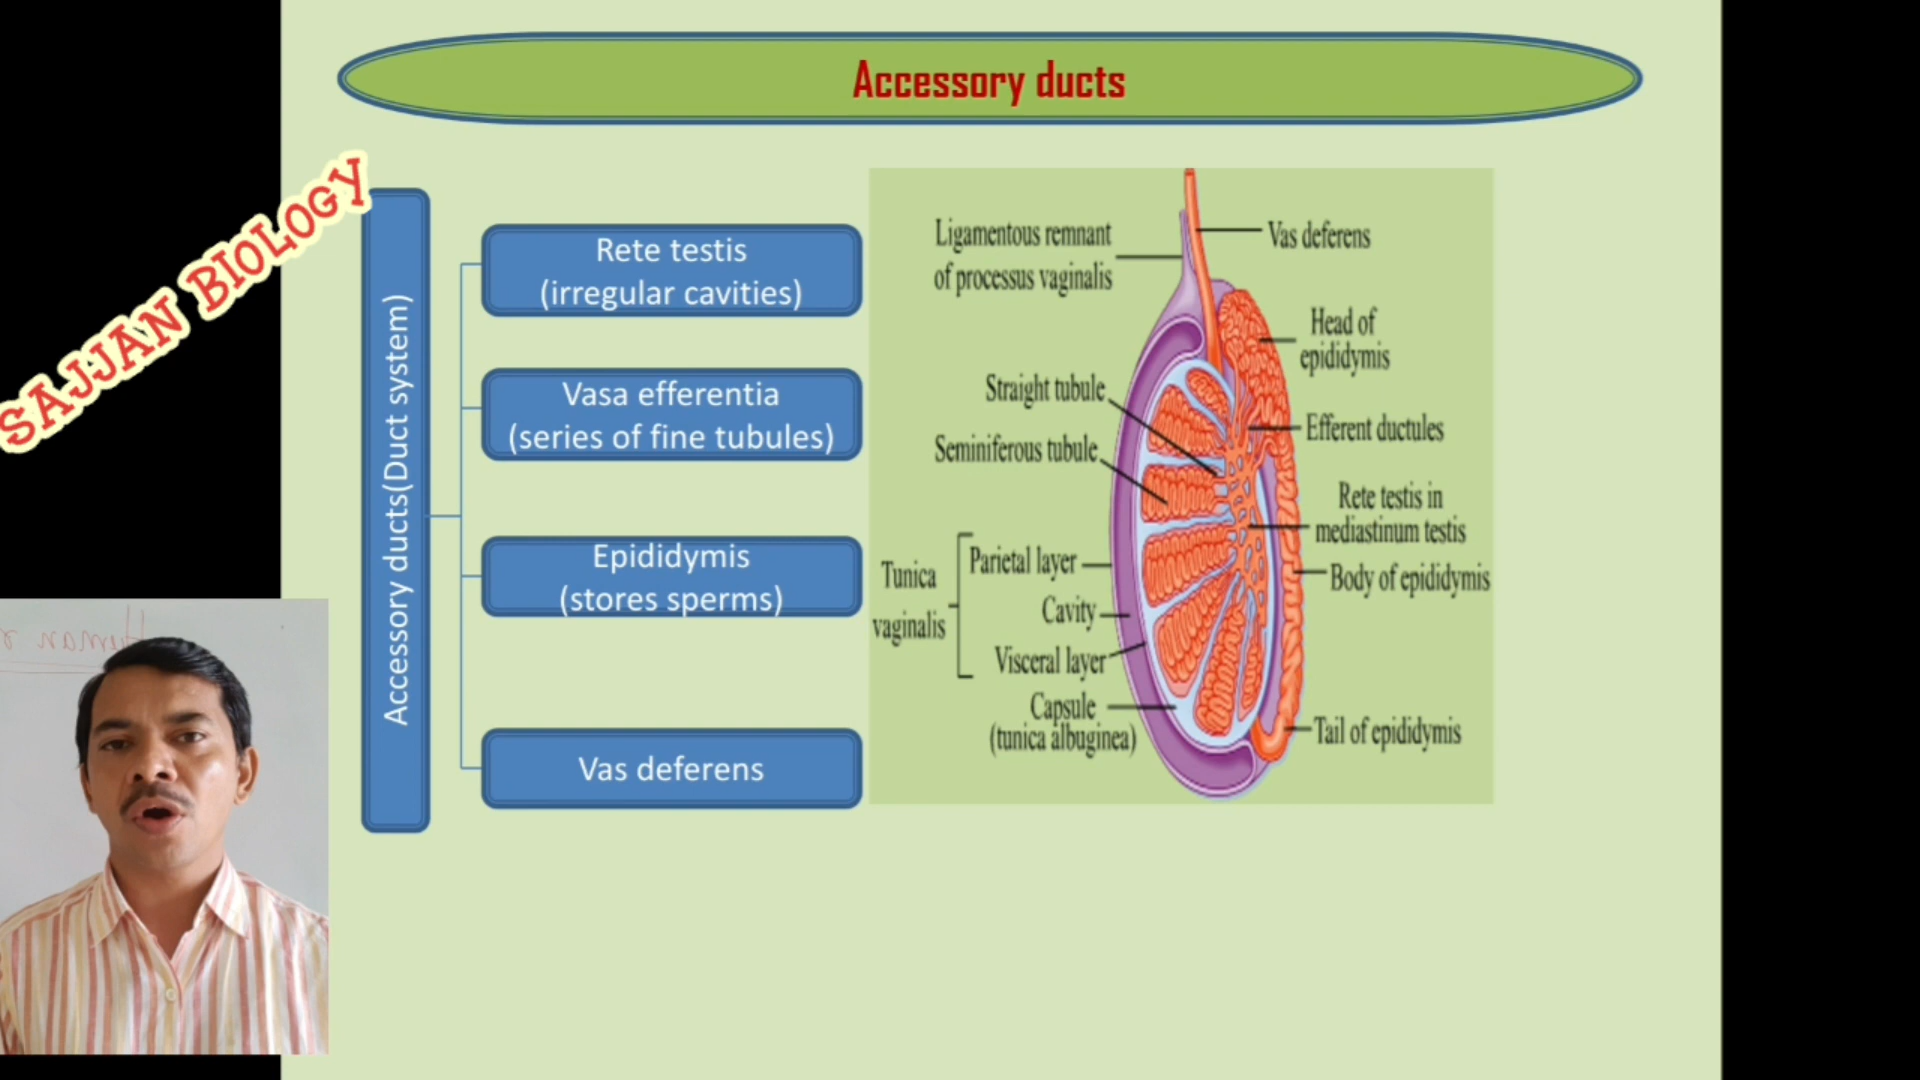 Accessory ducts
SAJJAN BIOLOGY
Accessory ducts(Duct system)
Rete testis
(irregular cavities)
Vasa efferentia
(series of fine tubules)
Epididymis
(stores sperms)
Vas deferens
Ligamentous remnant
of processus vaginalis
Straight tubule
Seminiferous tubule
Tunica
vaginalis
Parietal layer
Cavity
Visceral layer
Capsule
(tunica albuginea)
Vas deferens
Head of
epididymis
Efferent ductules
Rete testis in
mediastinum testis
Body of epididymis
Tail of epididymis
Human